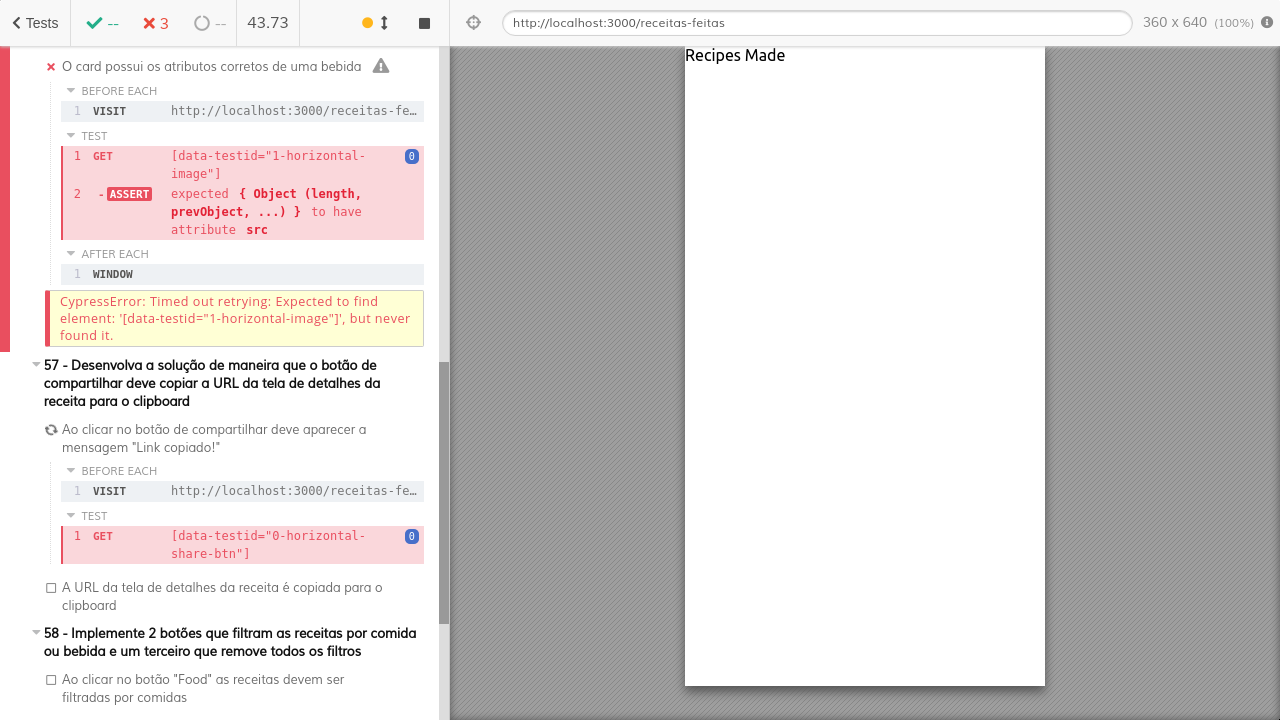 Tests -- 3 -- 43.73 http://localhost:3000/receitas-feitas 360 x 640 (100%)
O card possui os atributos corretos de uma bebida
BEFORE EACH
1 VISIT http://localhost:3000/receitas-fe…
TEST
1 GET [data-testid="1-horizontal-
image"] 0
2 -ASSERT expected { Object (length,
prevObject, ...) } to have
attribute src
AFTER EACH
1 WINDOW
CypressError: Timed out retrying: Expected to find
element: '[data-testid="1-horizontal-image"]', but never
found it.
57 - Desenvolva a solução de maneira que o botão de
compartilhar deve copiar a URL da tela de detalhes da
receita para o clipboard
Ao clicar no botão de compartilhar deve aparecer a
mensagem "Link copiado!"
BEFORE EACH
1 VISIT http://localhost:3000/receitas-fe…
TEST
1 GET [data-testid="0-horizontal-
share-btn"] 0
A URL da tela de detalhes da receita é copiada para o
clipboard
58 - Implemente 2 botões que filtram as receitas por comida
ou bebida e um terceiro que remove todos os filtros
Ao clicar no botão "Food" as receitas devem ser
filtradas por comidas
Recipes Made